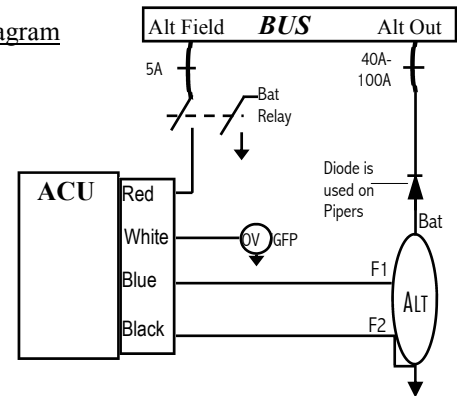 agram
Alt Field BUS Alt Out
5A
40A-
100A
Bat
Relay
Diode is
used on
Pipers
ACU
Red
Bat
White
OV GFP
F1
Blue
ALT
Black
F2